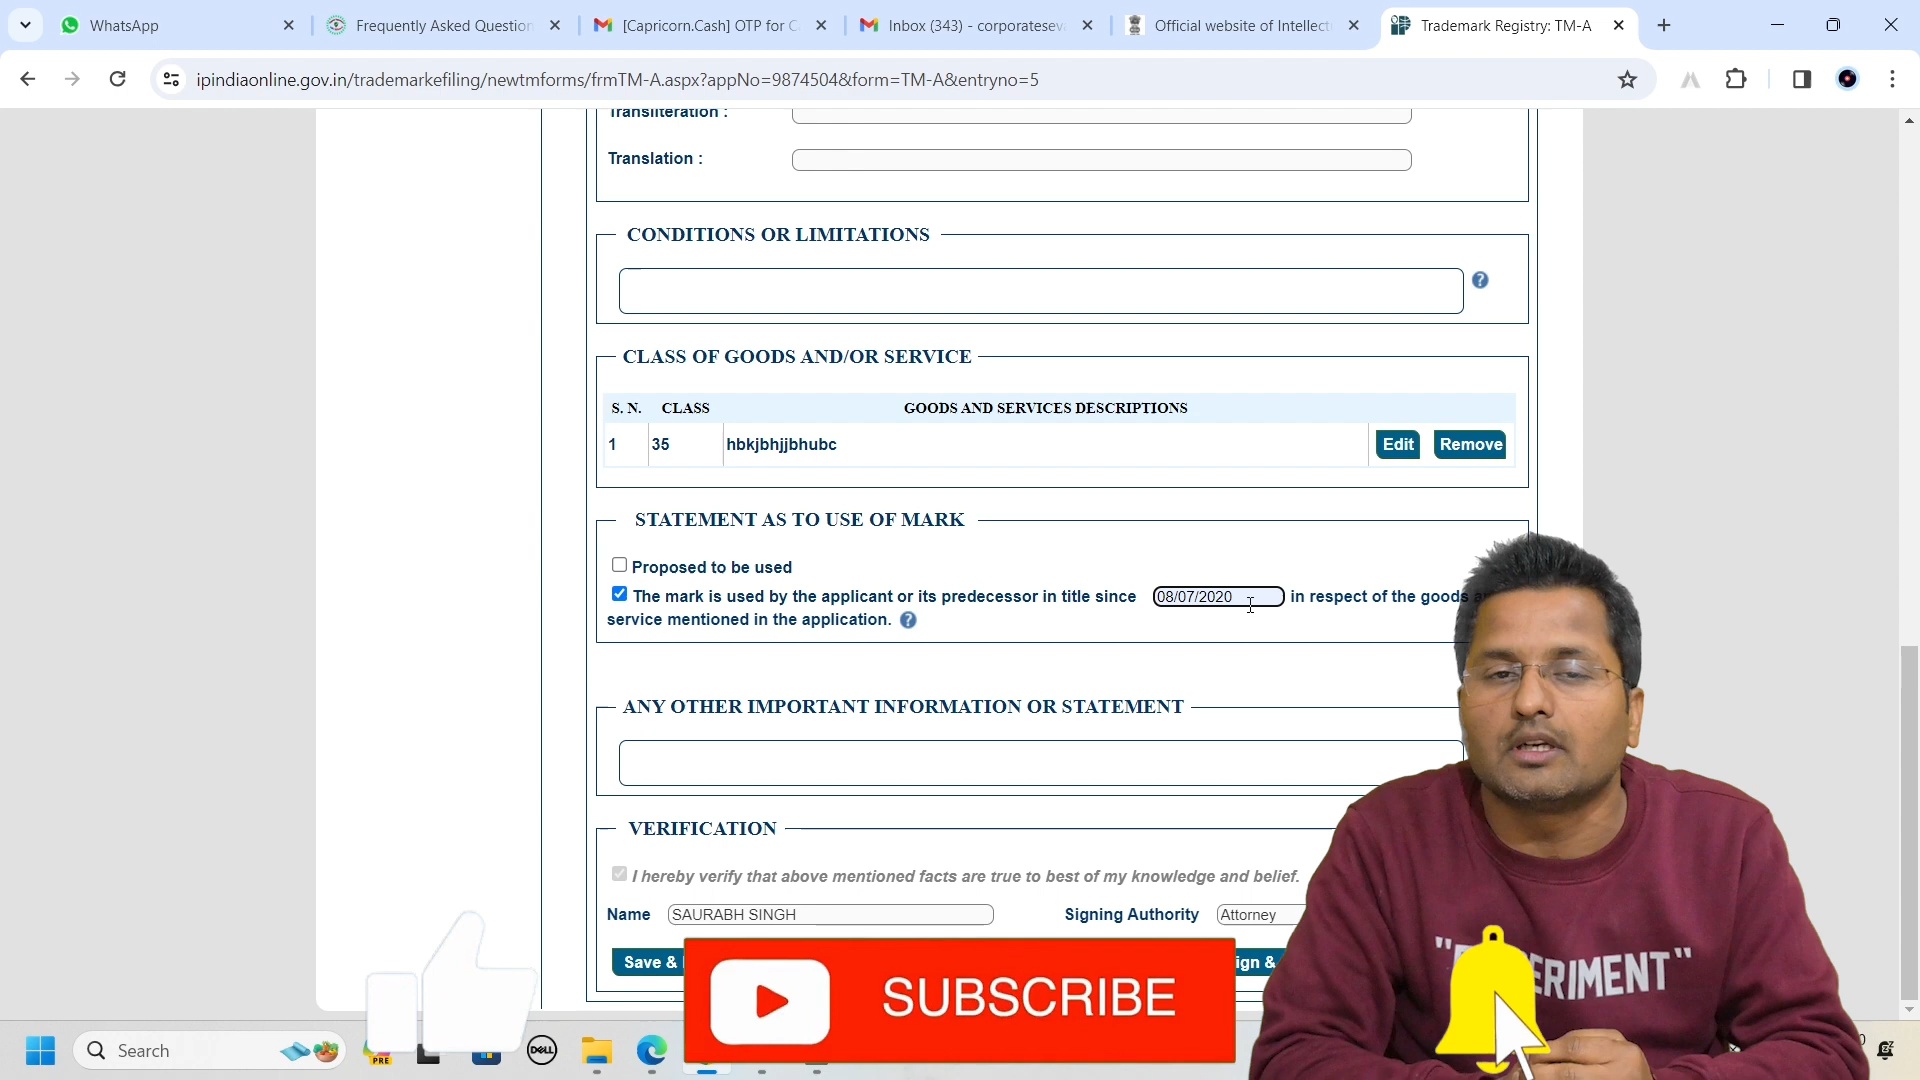 WhatsApp
Frequently Asked Question
[Capricorn.Cash] OTP for C
Inbox (343) - corporateseva
Official website of Intellect
Trademark Registry: TM-A
ipindiaonline.gov.in/trademarkefiling/newtmforms/frmTM-A.aspx?appNo=9874504&form=TM-A&entryno=5
Transliteration :
Translation :
CONDITIONS OR LIMITATIONS
?
CLASS OF GOODS AND/OR SERVICE
S. N. CLASS GOODS AND SERVICES DESCRIPTIONS
1 35 hbkjbhjjbhubc Edit Remove
STATEMENT AS TO USE OF MARK
Proposed to be used
The mark is used by the applicant or its predecessor in title since 08/07/2020 in respect of the goods
service mentioned in the application. ?
ANY OTHER IMPORTANT INFORMATION OR STATEMENT
VERIFICATION
I hereby verify that above mentioned facts are true to best of my knowledge and belief.
Name SAURABH SINGH Signing Authority Attorney
Save &
ign &
SUBSCRIBE
Search
PRE
DELL